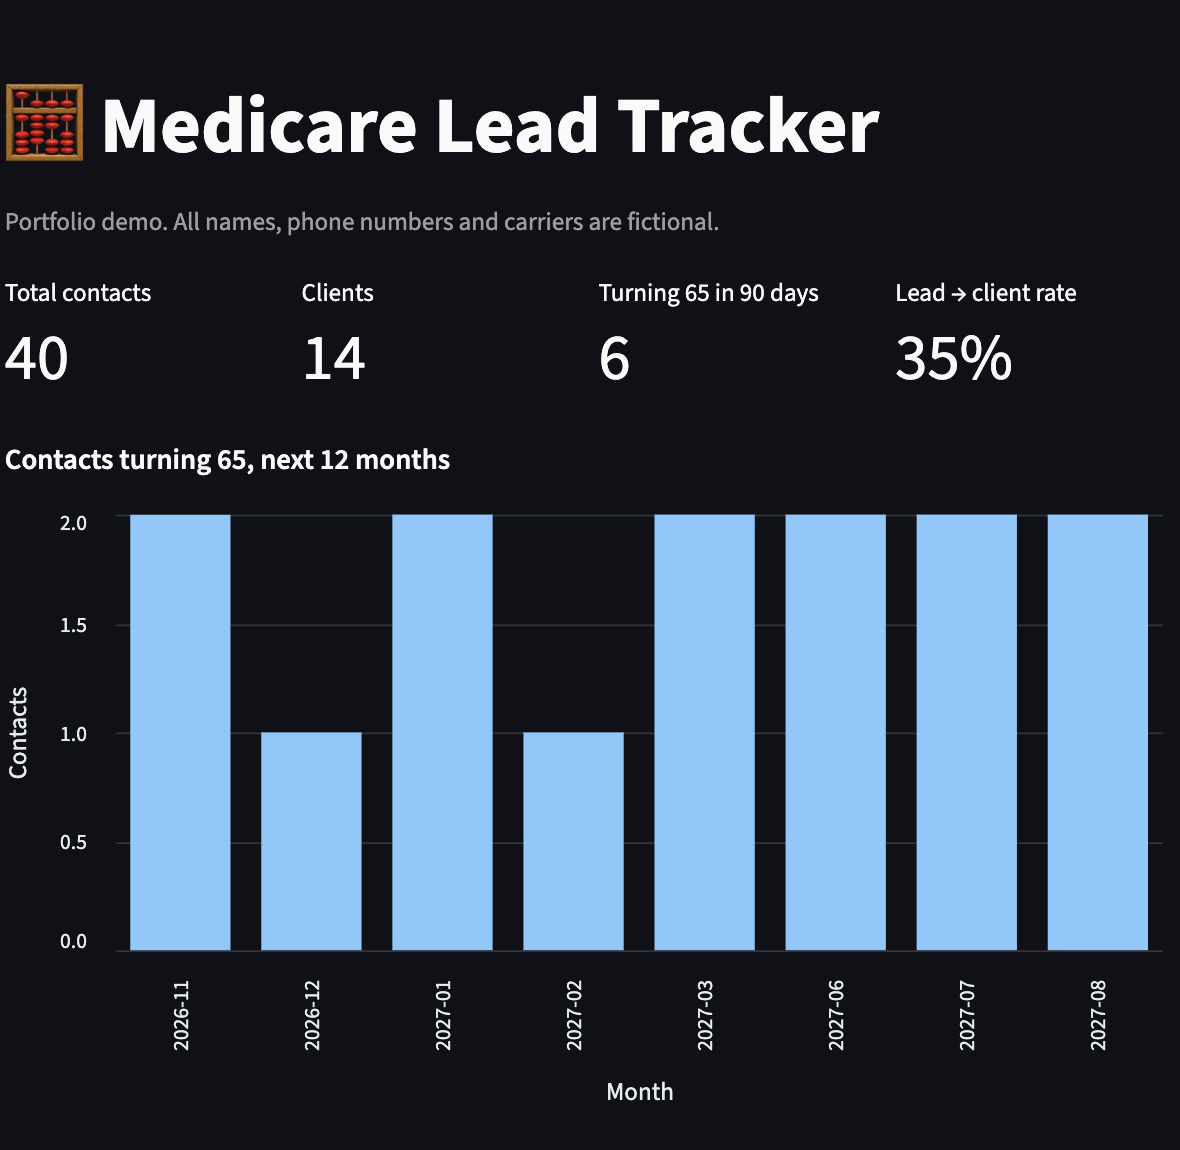 Medicare Lead Tracker
Portfolio demo. All names, phone numbers and carriers are fictional.
Total contacts
40
Clients
14
Turning 65 in 90 days
6
Lead → client rate
35%
Contacts turning 65, next 12 months
Contacts
2.0
1.5
1.0
0.5
0.0
2026-11
2026-12
2027-01
2027-02
2027-03
2027-06
2027-07
2027-08
Month